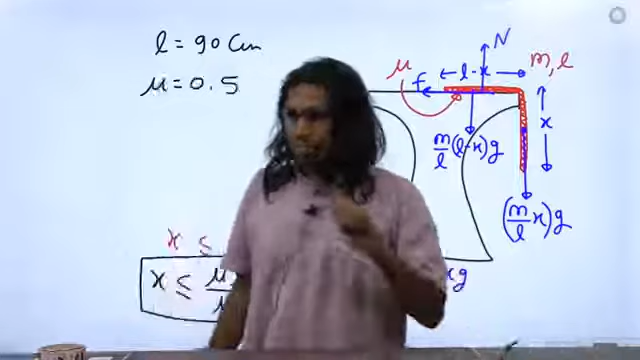 l = 90 Cm
μ = 0.5
N
m, l
μ
f
l-x
x
m/l (l-x)g
(m/l x)g
x ≤
x ≤ μ
xg